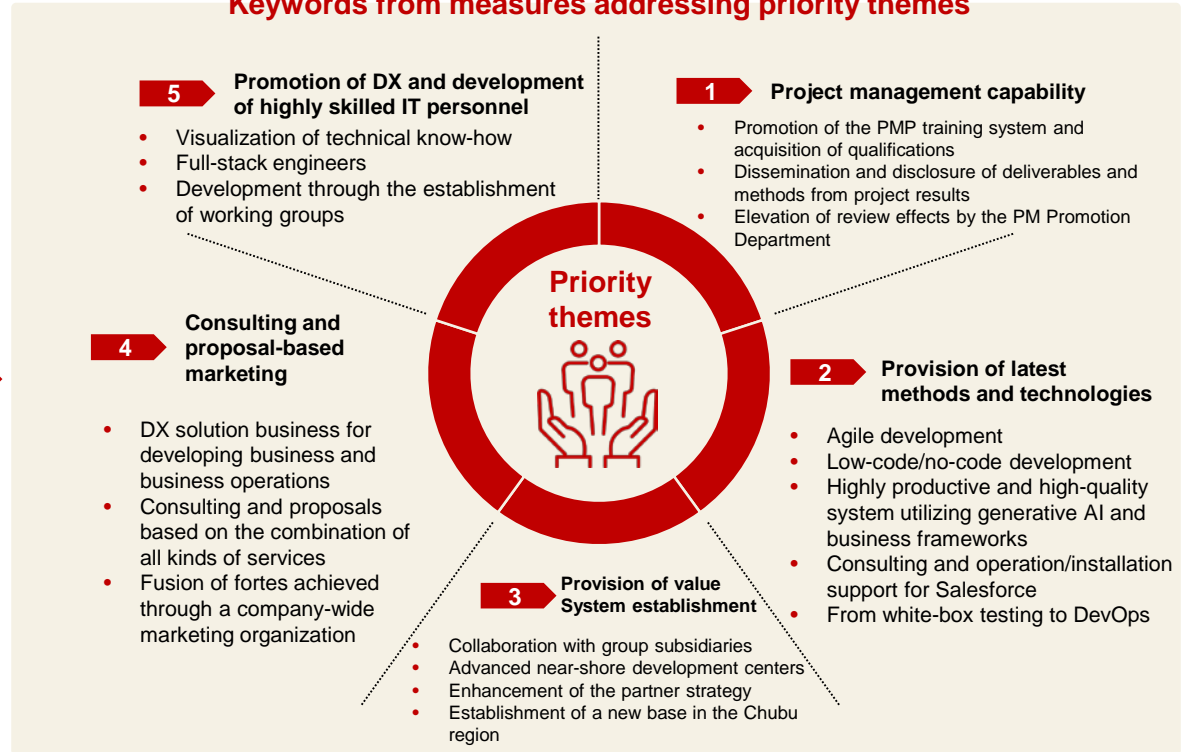 Keywords from measures addressing priority themes
5
Promotion of DX and development
of highly skilled IT personnel
• Visualization of technical know-how
• Full-stack engineers
• Development through the establishment
of working groups
1
Project management capability
• Promotion of the PMP training system and
acquisition of qualifications
• Dissemination and disclosure of deliverables and
methods from project results
• Elevation of review effects by the PM Promotion
Department
Priority
themes
4
Consulting and
proposal-based
marketing
• DX solution business for
developing business and
business operations
• Consulting and proposals
based on the combination of
all kinds of services
• Fusion of fortes achieved
through a company-wide
marketing organization
2
Provision of latest
methods and technologies
• Agile development
• Low-code/no-code development
• Highly productive and high-quality
system utilizing generative AI and
business frameworks
• Consulting and operation/installation
support for Salesforce
• From white-box testing to DevOps
3
Provision of value
System establishment
• Collaboration with group subsidiaries
• Advanced near-shore development centers
• Enhancement of the partner strategy
• Establishment of a new base in the Chubu
region